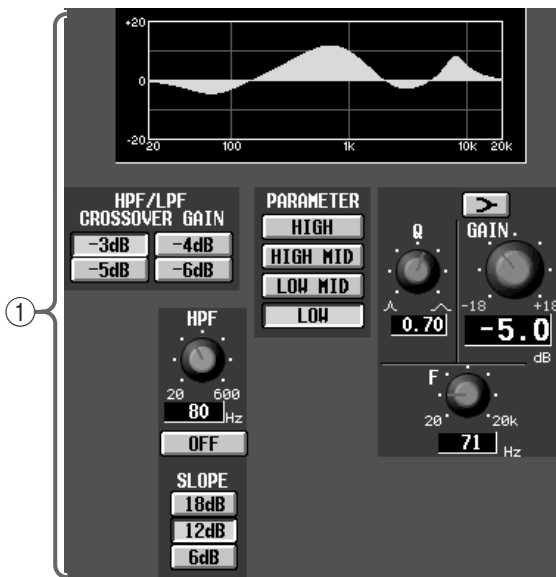 +20
0
-20
20 100 1k 10k 20k
HPF/LPF
CROSSOVER GAIN
-3dB -4dB
-5dB -6dB
PARAMETER
HIGH
HIGH MID
LOW MID
LOW
Q
GAIN
-18 +18
0.70
-5.0
dB
F
20 20k
71 Hz
1
HPF
20 600
80 Hz
OFF
SLOPE
18dB
12dB
6dB